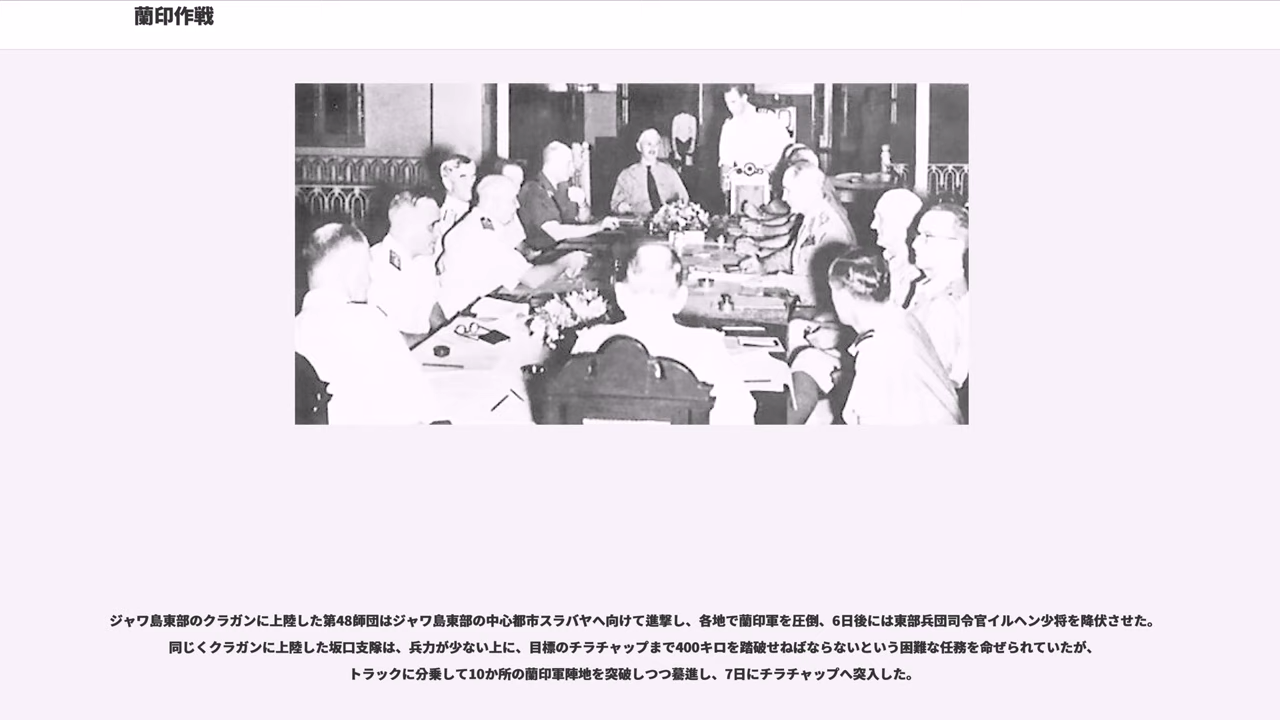 蘭印作戦
ジャワ島東部のクラガンに上陸した第48師団はジャワ島東部の中心都市スラバヤへ向けて進撃し、各地で蘭印軍を圧倒、6日後には東部兵団司令官イルヘン少将を降伏させた。
同じくクラガンに上陸した坂口支隊は、兵力が少ない上に、目標のチラチャップまで400キロを踏破せねばならないという困難な任務を命ぜられていたが、
トラックに分乗して10か所の蘭印軍陣地を突破しつつ驀進し、7日にチラチャップへ突入した。